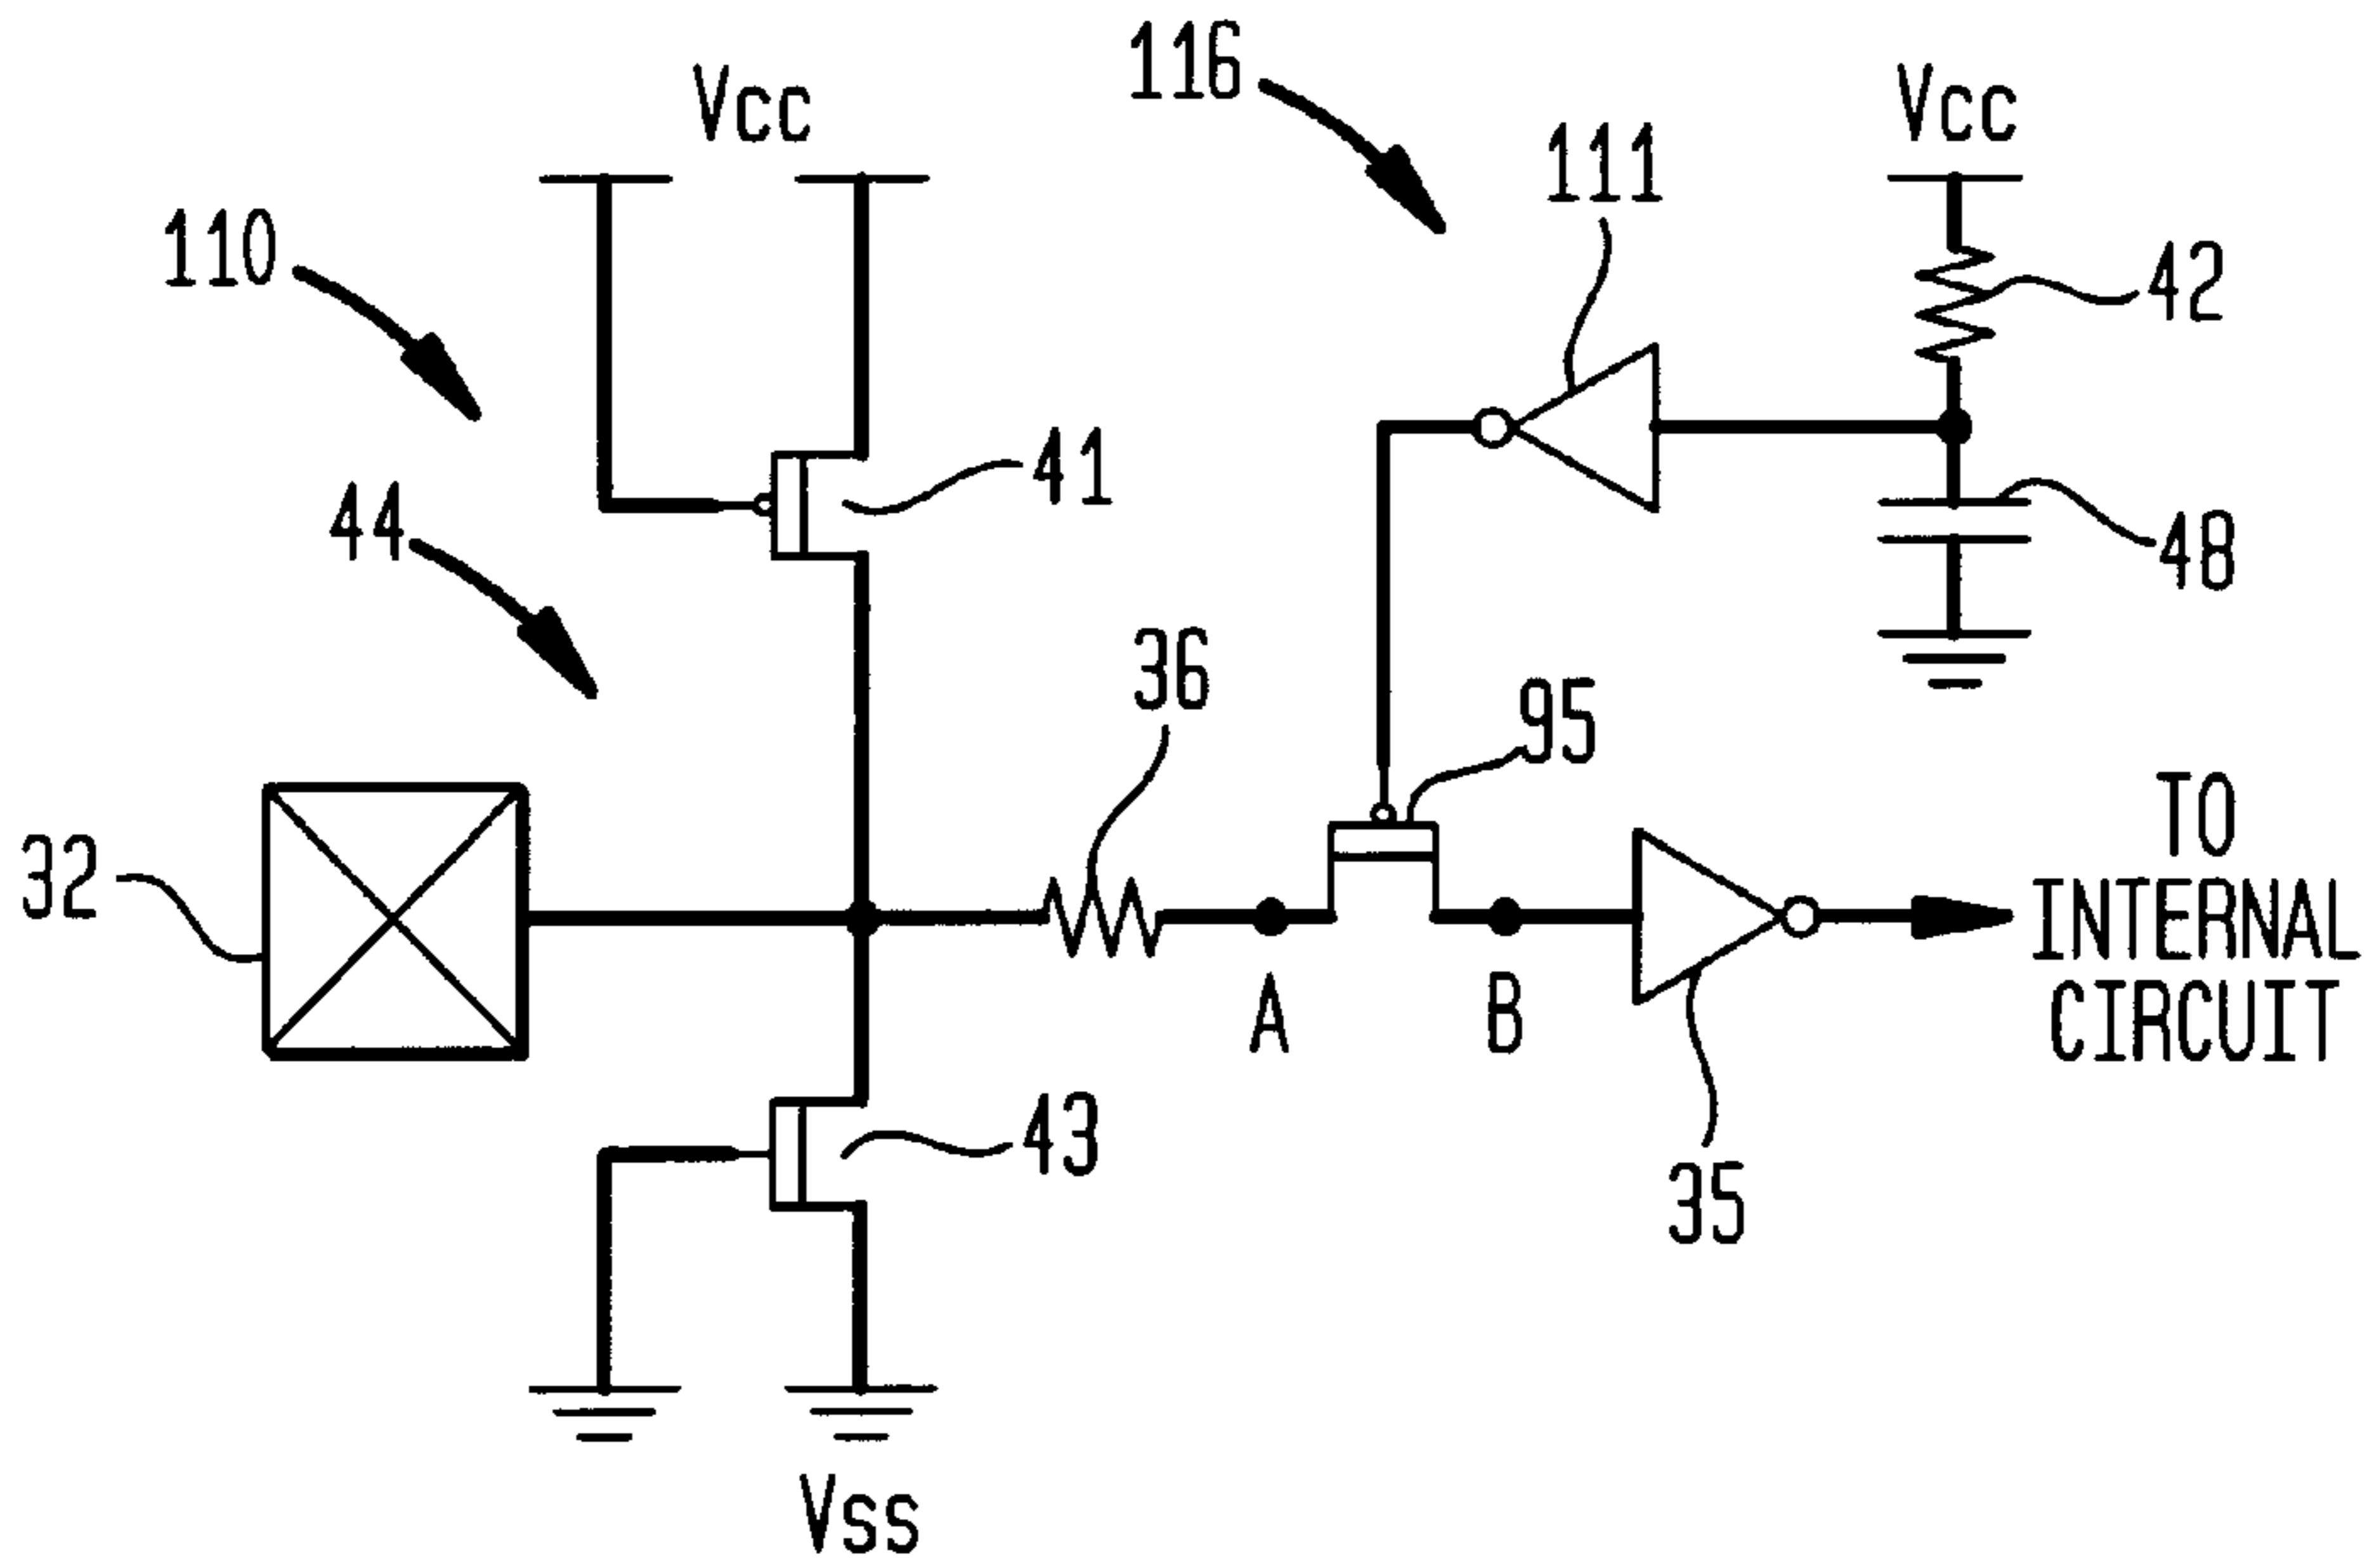 116
Vcc
Vcc
111
110
42
41
44
48
36
95
32
TO
INTERNAL
CIRCUIT
A
B
43
35
Vss